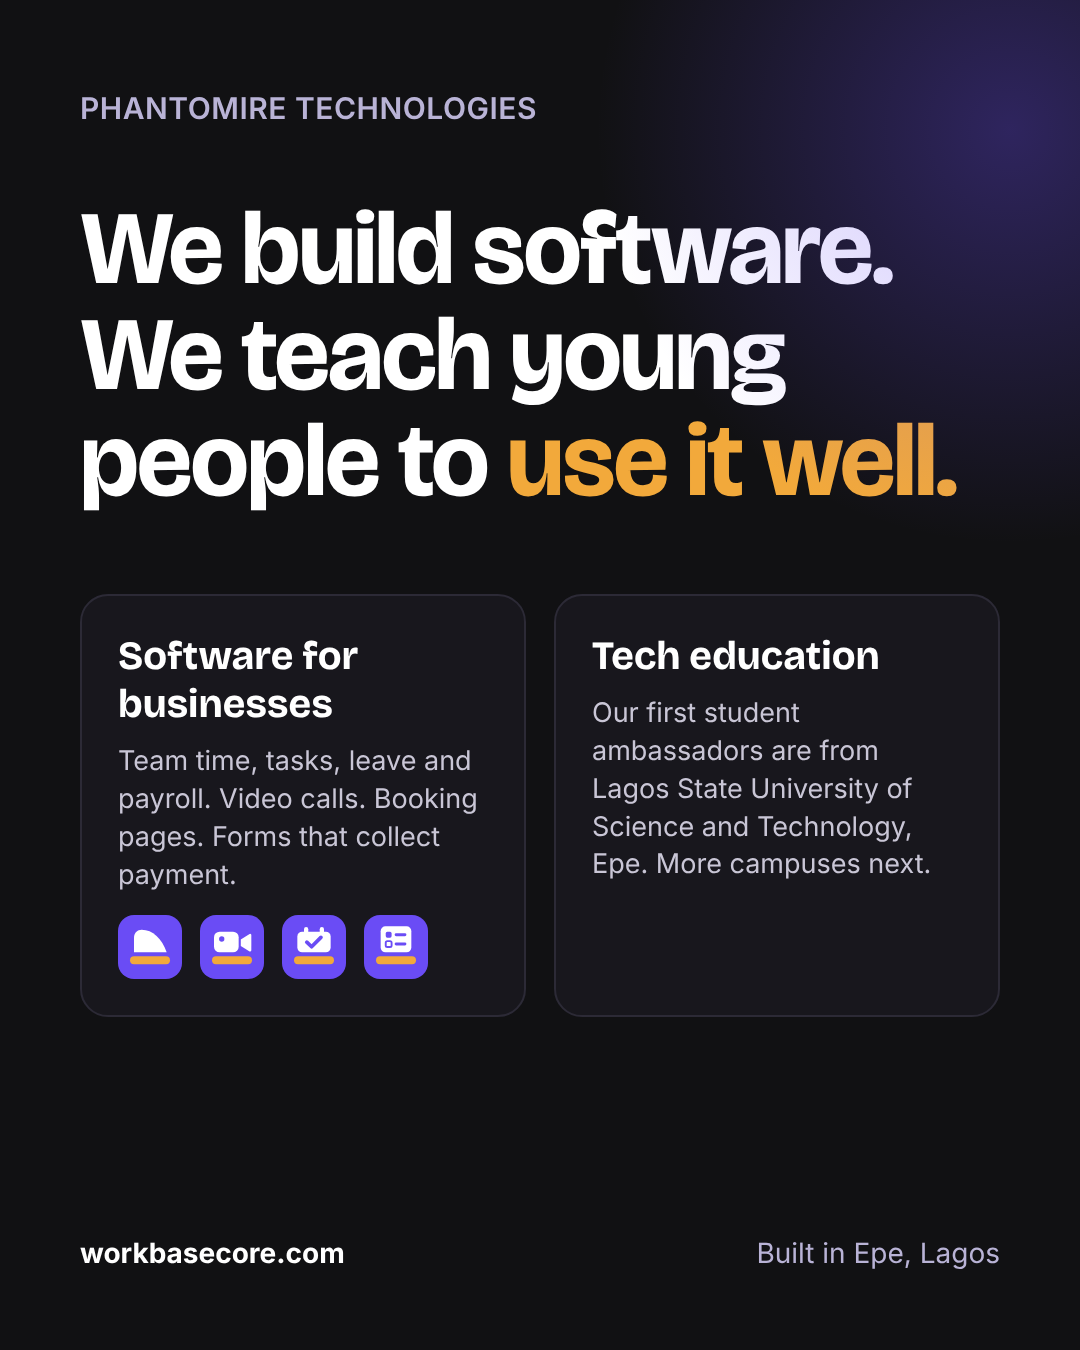 PHANTOMIRE TECHNOLOGIES
We build software.
We teach young
people to use it well.
Software for
businesses
Team time, tasks, leave and
payroll. Video calls. Booking
pages. Forms that collect
payment.
Tech education
Our first student
ambassadors are from
Lagos State University of
Science and Technology,
Epe. More campuses next.
workbasecore.com
Built in Epe, Lagos